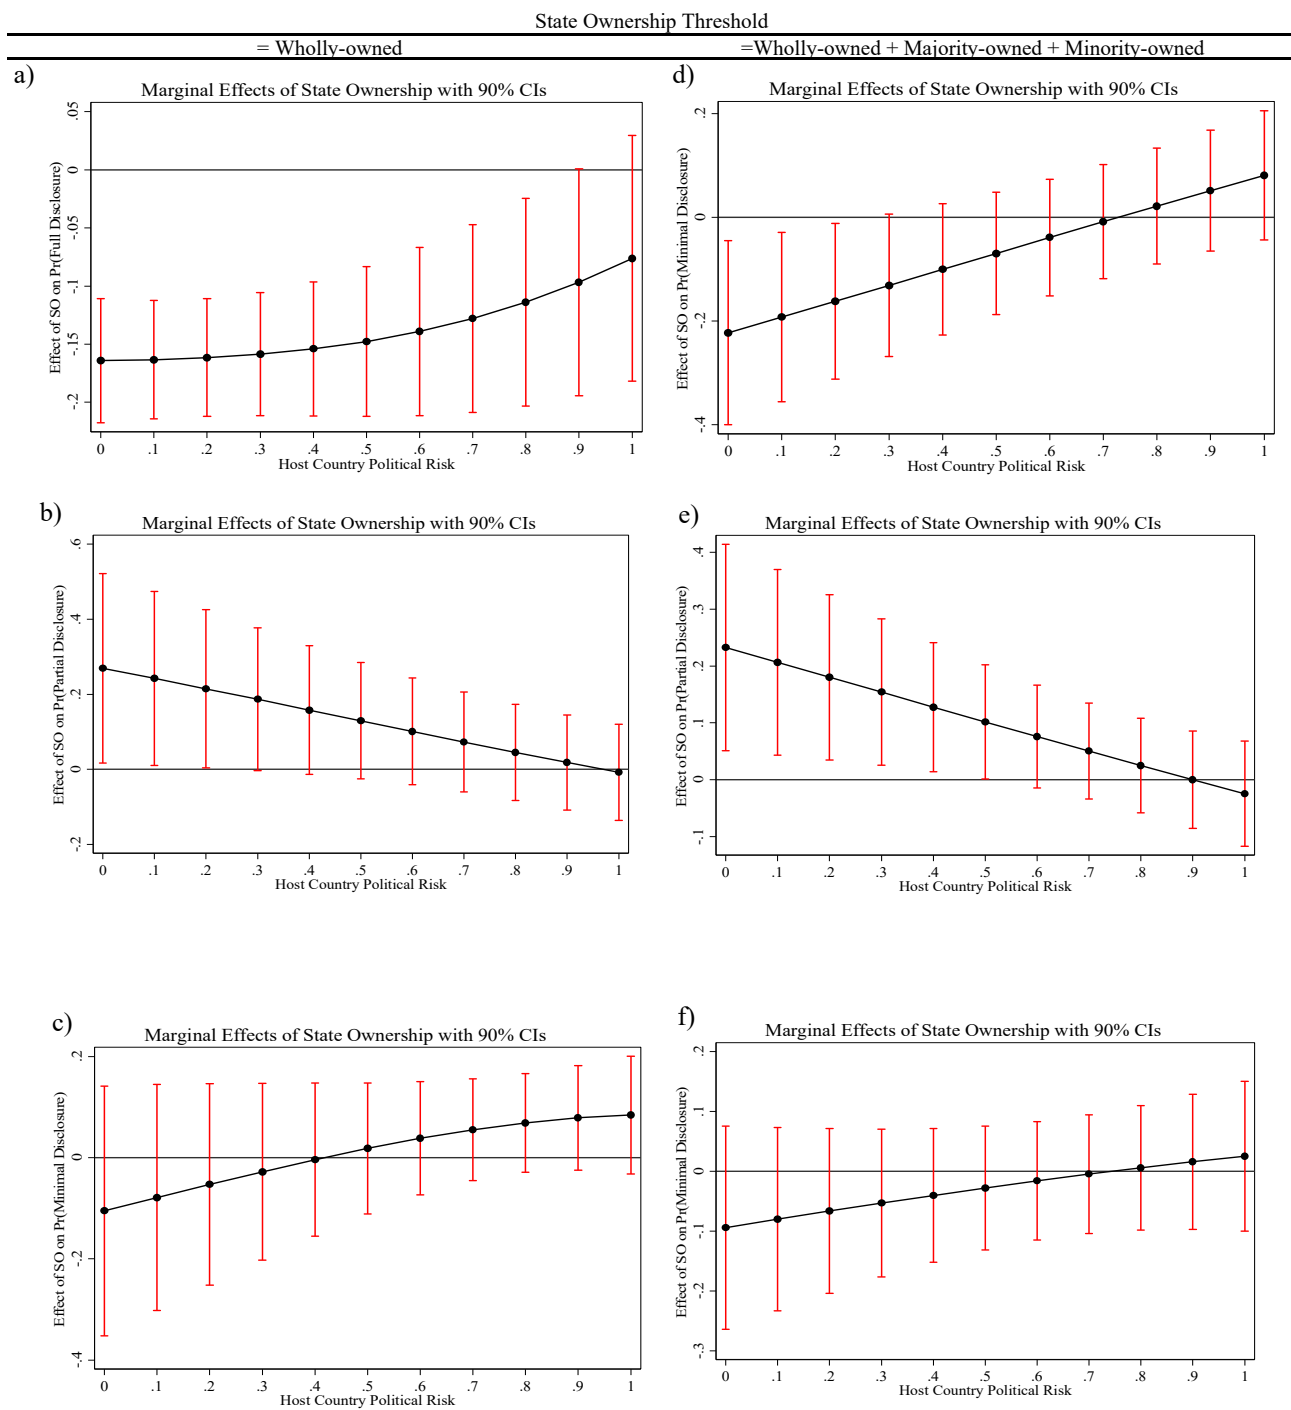 State Ownership Threshold
= Wholly-owned
=Wholly-owned + Majority-owned + Minority-owned
a)
Marginal Effects of State Ownership with 90% CIs
Effect of SO on Pr(Full Disclosure)
.05
0
-.05
-.1
-.15
-.2
0 .1 .2 .3 .4 .5 .6 .7 .8 .9 1
Host Country Political Risk
d)
Marginal Effects of State Ownership with 90% CIs
Effect of SO on Pr(Minimal Disclosure)
.2
0
-.2
-.4
0 .1 .2 .3 .4 .5 .6 .7 .8 .9 1
Host Country Political Risk
b)
Marginal Effects of State Ownership with 90% CIs
Effect of SO on Pr(Partial Disclosure)
.6
.4
.2
0
-.2
0 .1 .2 .3 .4 .5 .6 .7 .8 .9 1
Host Country Political Risk
e)
Marginal Effects of State Ownership with 90% CIs
Effect of SO on Pr(Partial Disclosure)
.4
.3
.2
.1
0
-.1
0 .1 .2 .3 .4 .5 .6 .7 .8 .9 1
Host Country Political Risk
c)
Marginal Effects of State Ownership with 90% CIs
Effect of SO on Pr(Minimal Disclosure)
.2
0
-.2
-.4
0 .1 .2 .3 .4 .5 .6 .7 .8 .9 1
Host Country Political Risk
f)
Marginal Effects of State Ownership with 90% CIs
Effect of SO on Pr(Minimal Disclosure)
.2
.1
0
-.1
-.2
-.3
0 .1 .2 .3 .4 .5 .6 .7 .8 .9 1
Host Country Political Risk